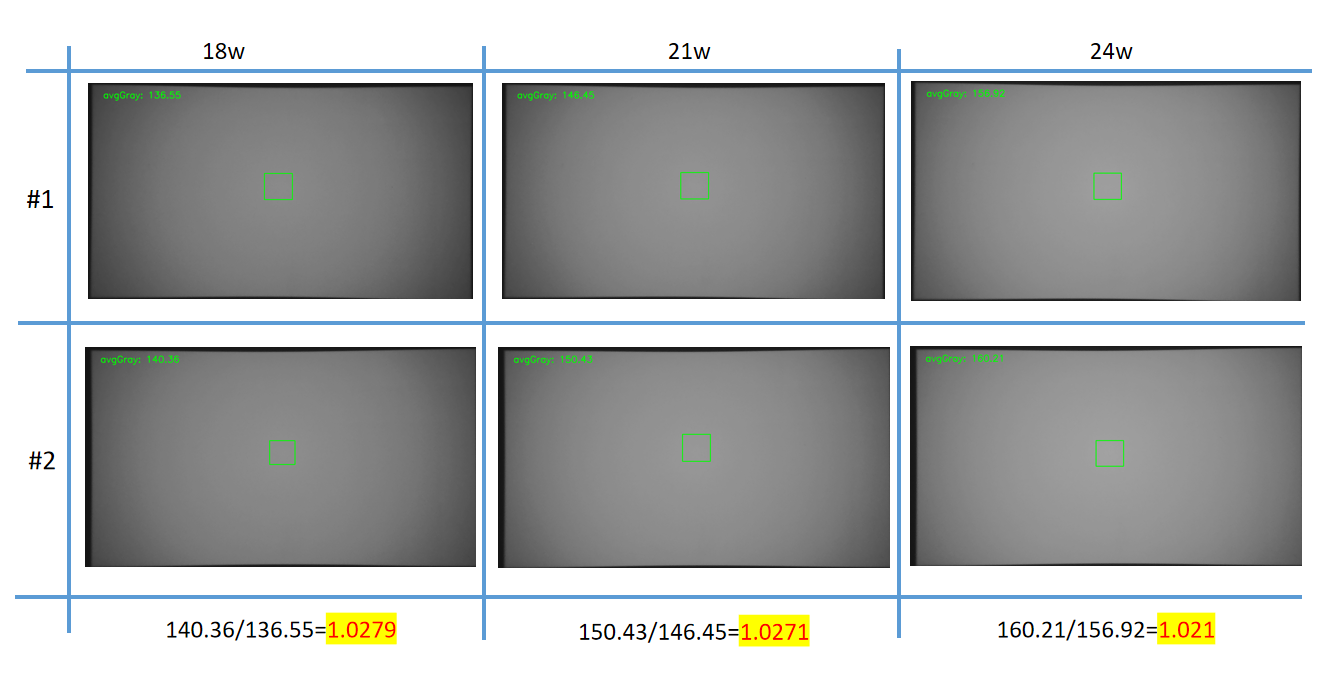 18w
21w
24w
#1
avgGray: 136.55
avgGray: 146.45
avgGray: 156.92
#2
avgGray: 140.36
avgGray: 150.43
avgGray: 160.21
140.36/136.55=1.0279
150.43/146.45=1.0271
160.21/156.92=1.021